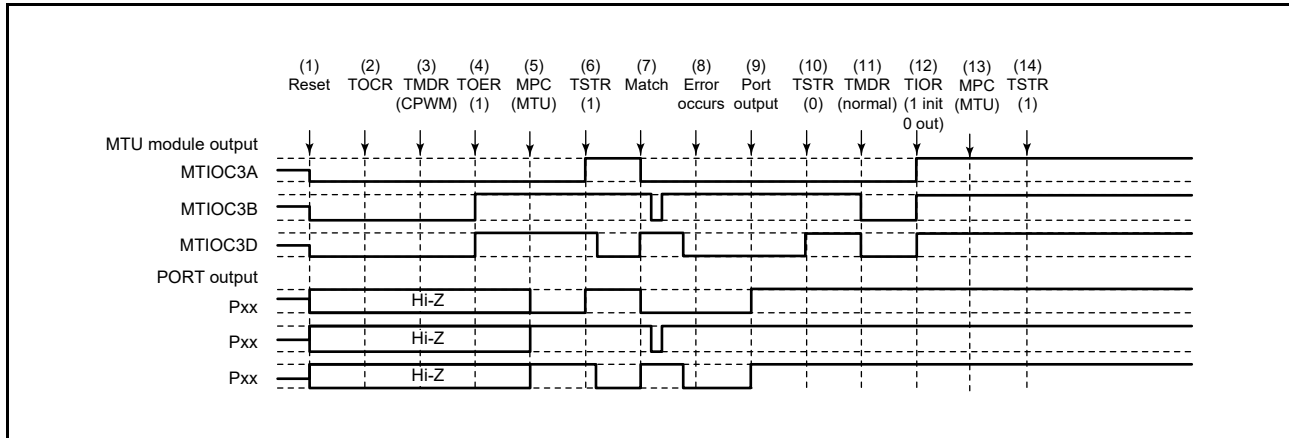 (1) (2) (3) (4) (5) (6) (7) (8) (9) (10) (11) (12) (13) (14)
Reset TOCR TMDR TOER MPC TSTR Match Error Port TSTR TMDR TIOR MPC TSTR
(CPWM) (1) (MTU) (1) occurs output (0) (normal) (1 init (MTU) (1)
0 out)
MTU module output
MTIOC3A
MTIOC3B
MTIOC3D
PORT output
Pxx Hi-Z
Pxx Hi-Z
Pxx Hi-Z